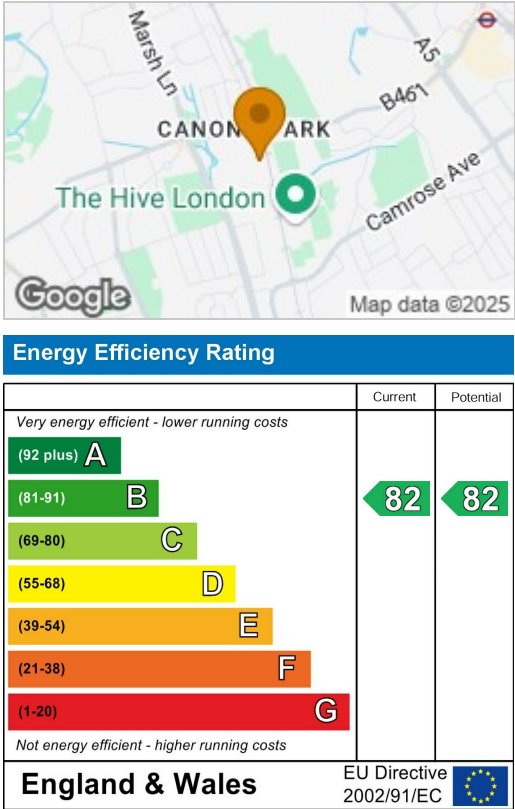 Marsh Ln
A5
B461
CANON PARK
The Hive London
Camrose Ave
Google
Map data ©2025
Energy Efficiency Rating
Current Potential
Very energy efficient - lower running costs
(92 plus) A
(81-91) B 82 82
(69-80) C
(55-68) D
(39-54) E
(21-38) F
(1-20) G
Not energy efficient - higher running costs
England & Wales
EU Directive
2002/91/EC